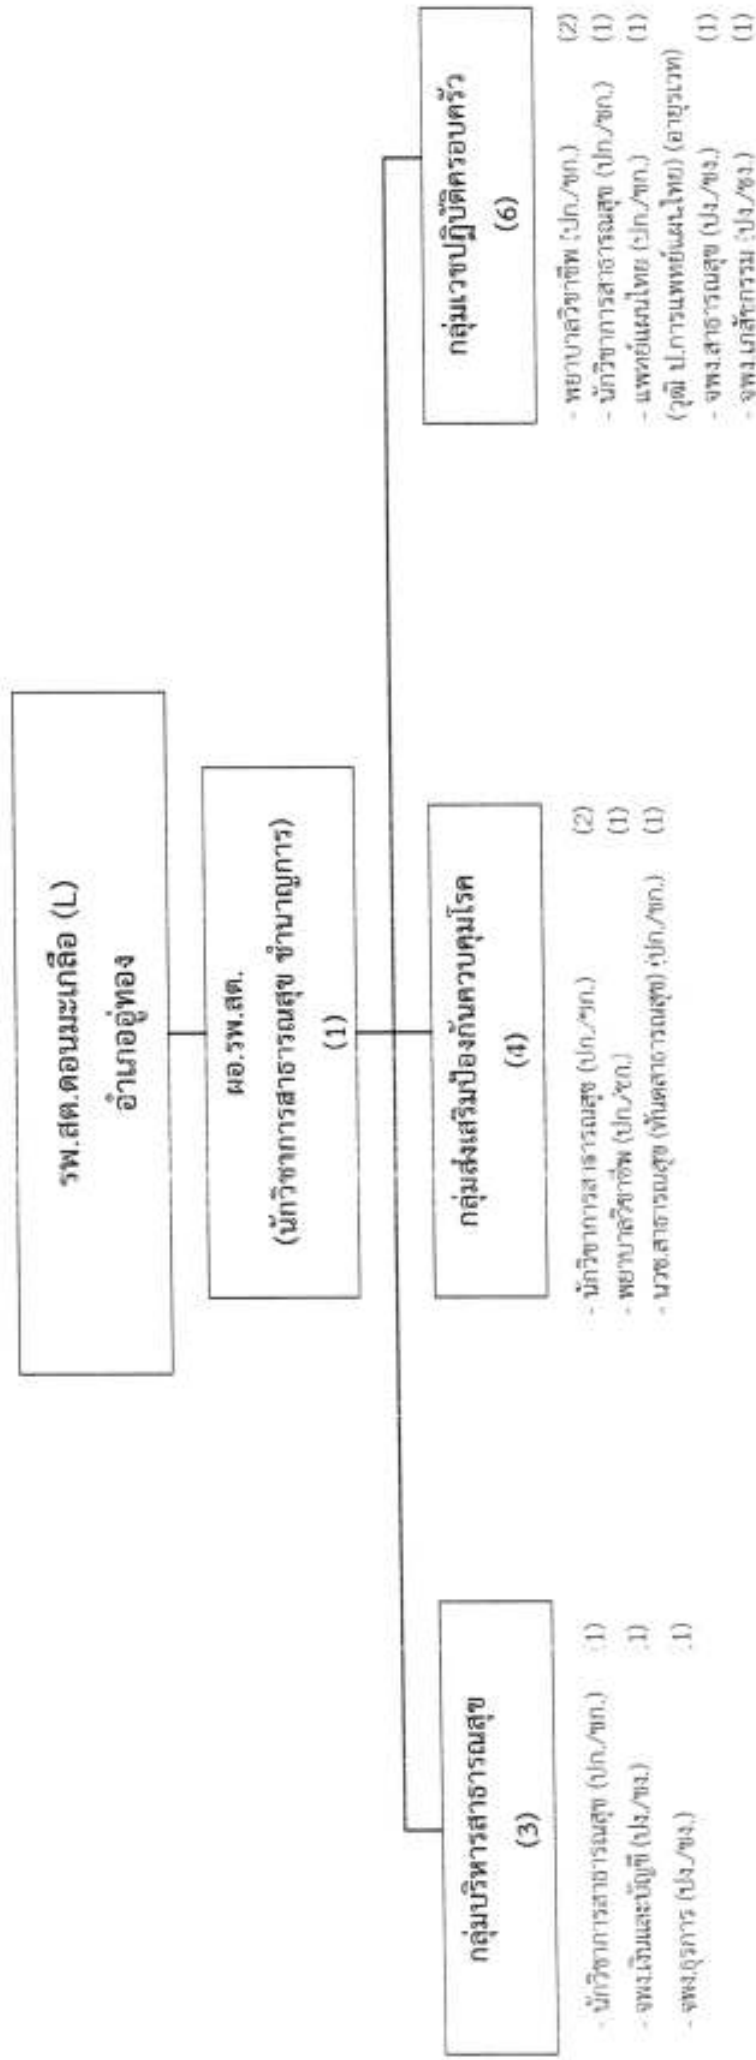 รพ.สต.ดอนมะเกลือ (L)
อำเภออู่ทอง
ผอ.รพ.สต.
(นักวิชาการสาธารณสุข ชำนาญการ)
(1)
กลุ่มบริหารสาธารณสุข
(3)
- นักวิชาการสาธารณสุข (ปก./ชก.) (1)
- จพง.เงินและบัญชี (ปง./ชง.) (1)
- จพง.ธุรการ (ปง./ชง.) (1)
กลุ่มส่งเสริมป้องกันควบคุมโรค
(4)
- นักวิชาการสาธารณสุข (ปก./ชก.) (2)
- พยาบาลวิชาชีพ (ปก./ชก.) (1)
- นวช.สาธารณสุข (ทันตสาธารณสุข) (ปก./ชก.) (1)
กลุ่มเวชปฏิบัติครอบครัว
(6)
- พยาบาลวิชาชีพ (ปก./ชก.) (2)
- นักวิชาการสาธารณสุข (ปก./ชก.) (1)
- แพทย์แผนไทย (ปก./ชก.) (1)
(วุฒิ ป.การแพทย์แผนไทย) (อายุรเวท)
- จพง.สาธารณสุข (ปง./ชง.) (1)
- จพง.เภสัชกรรม (ปง./ชง.) (1)